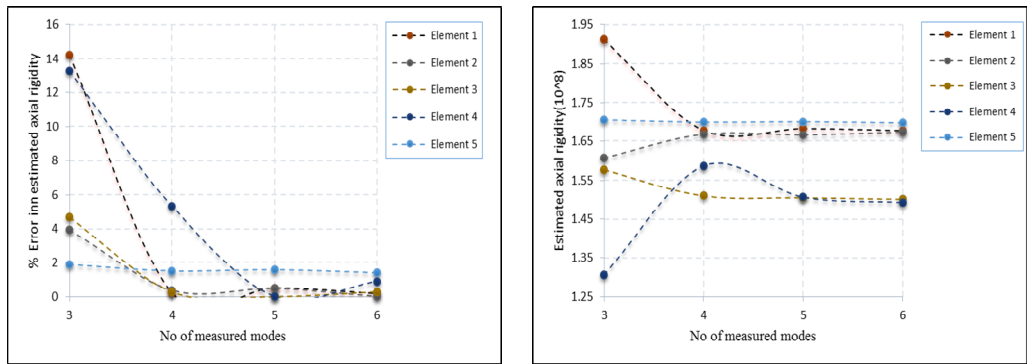 % Error inn estimated axial rigidity
16
14
12
10
8
6
4
2
0
3 4 5 6
No of measured modes
Element 1
Element 2
Element 3
Element 4
Element 5
Estimated axial rigidity(10^8)
1.95
1.85
1.75
1.65
1.55
1.45
1.35
1.25
3 4 5 6
No of measured modes
Element 1
Element 2
Element 3
Element 4
Element 5